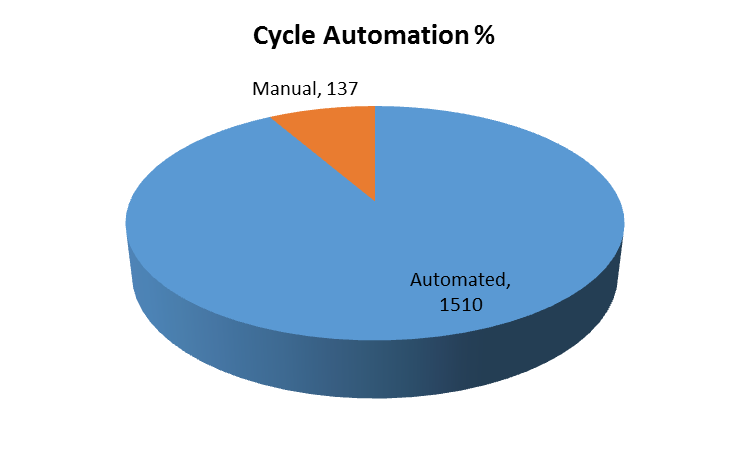 Cycle Automation %
Manual, 137
Automated,
1510